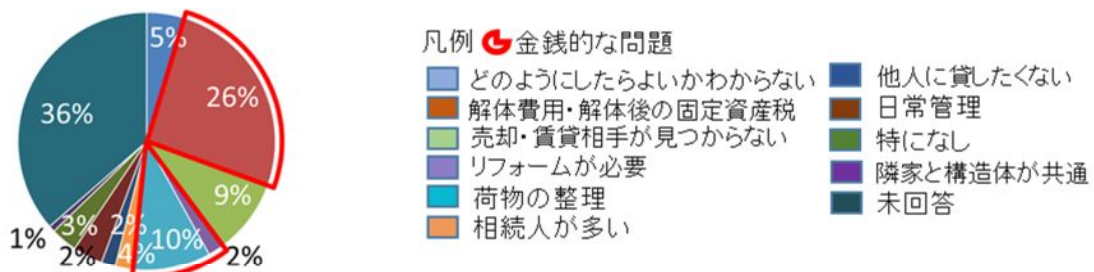 5%
26%
9%
2%
10%
4%
2%
2%
3%
1%
36%
凡例 金銭的な問題
どのようにしたらよいかわからない
解体費用・解体後の固定資産税
売却・賃貸相手が見つからない
リフォームが必要
荷物の整理
相続人が多い
他人に貸したくない
日常管理
特になし
隣家と構造体が共通
未回答